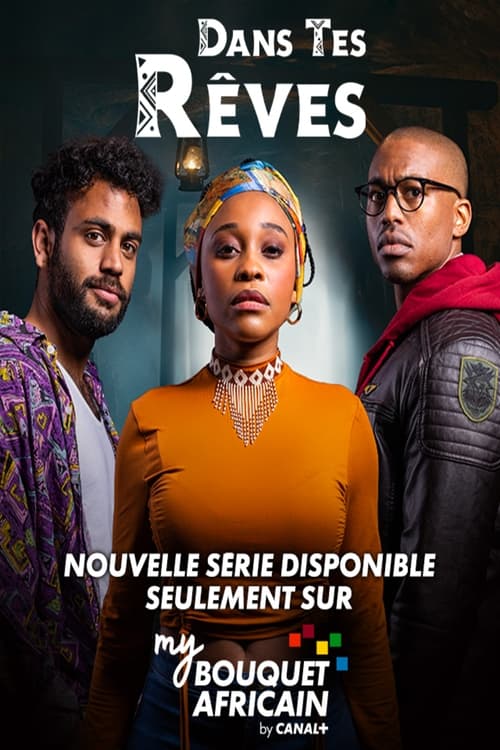 DANS TES
RÊVES
NOUVELLE SÉRIE DISPONIBLE
SEULEMENT SUR
my
BOUQUET
AFRICAIN
by CANAL+